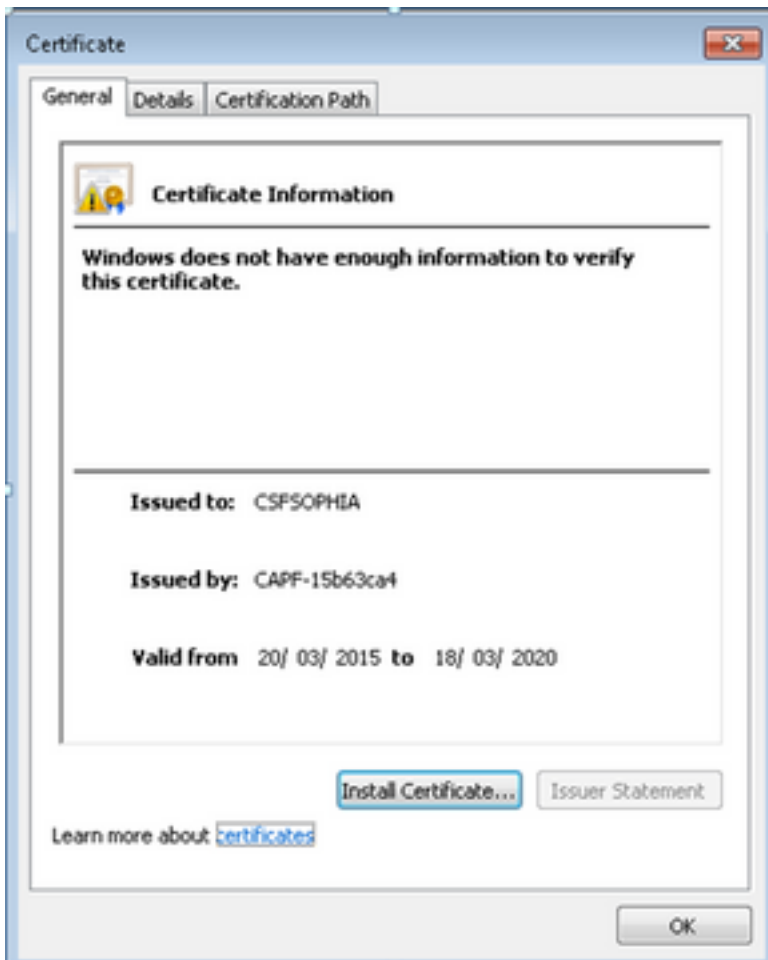 Certificate
General Details Certification Path
Certificate Information
Windows does not have enough information to verify
this certificate.
Issued to: CSFSOPHIA
Issued by: CAPF-15b63ca4
Valid from 20/ 03/ 2015 to 18/ 03/ 2020
Install Certificate... Issuer Statement
Learn more about certificates
OK